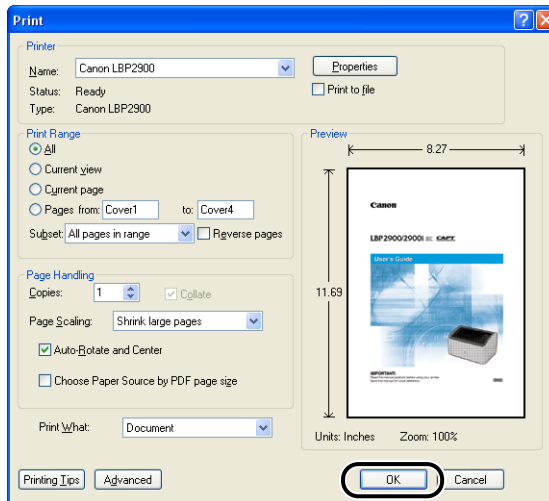 Print
Printer
Name: Canon LBP2900 Properties
Status: Ready Print to file
Type: Canon LBP2900
Print Range
All
Current view
Current page
Pages from: Cover1 to: Cover4
Subset: All pages in range Reverse pages
Page Handling
Copies: 1 Collate
Page Scaling: Shrink large pages
Auto-Rotate and Center
Choose Paper Source by PDF page size
Print What: Document
Preview
8.27
11.69
Canon
LBP2900/2900i CAPT
User's Guide
IMPORTANT:
Units: Inches Zoom: 100%
Printing Tips Advanced OK Cancel